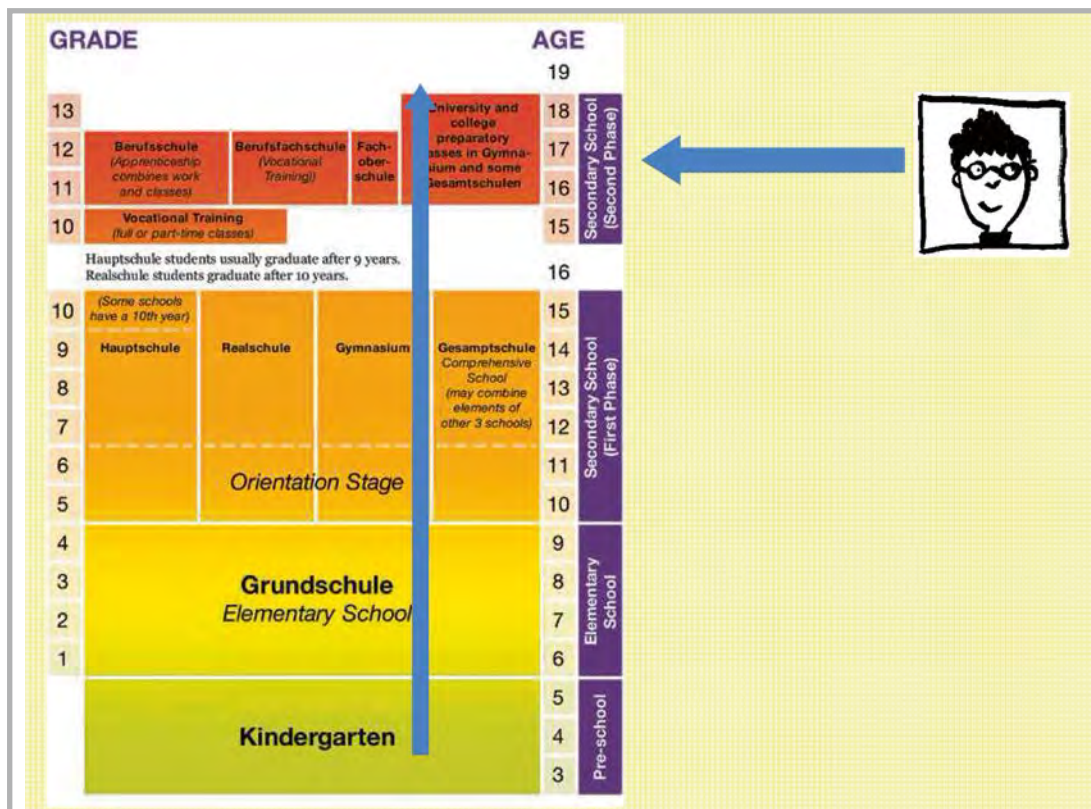 GRADE
AGE
19
13
18
12
17
11
16
10
15
Berufsschule
(Apprenticeship
combines work
and classes)
Berufsfachschule
(Vocational
Training))
Fach-
ober-
schule
University and
college
preparatory
classes in Gymna-
sium and some
Gesamtschulen
Vocational Training
(full or part-time classes)
Secondary School
(Second Phase)
Hauptschule students usually graduate after 9 years.
Realschule students graduate after 10 years.
16
10
15
9
14
8
13
7
12
6
11
5
10
(Some schools
have a 10th year)
Hauptschule
Realschule
Gymnasium
Gesamptschule
Comprehensive
School
(may combine
elements of
other 3 schools)
Orientation Stage
Secondary School
(First Phase)
4
9
3
8
2
7
1
6
Grundschule
Elementary School
Elementary
School
5
4
3
Kindergarten
Pre-school